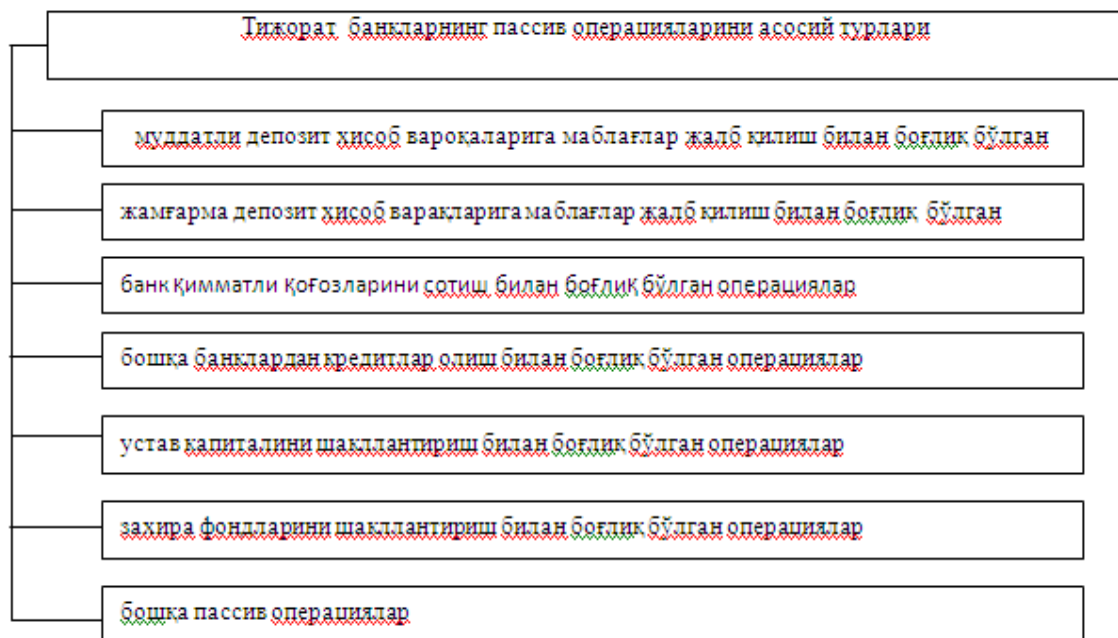 Тижорат банкларнинг пассив операцияларини асосий турлари
муддатли депозит ҳисоб вароқаларига маблағлар жалб қилиш билан боғлиқ бўлган
жамғарма депозит ҳисоб варақларига маблағлар жалб қилиш билан боғлиқ бўлган
банк қимматли қоғозларини сотиш билан боғлиқ бўлган операциялар
бошқа банклардан кредитлар олиш билан боғлиқ бўлган операциялар
устав капиталини шакллантириш билан боғлиқ бўлган операциялар
захира фондларини шакллантириш билан боғлиқ бўлган операциялар
бошқа пассив операциялар